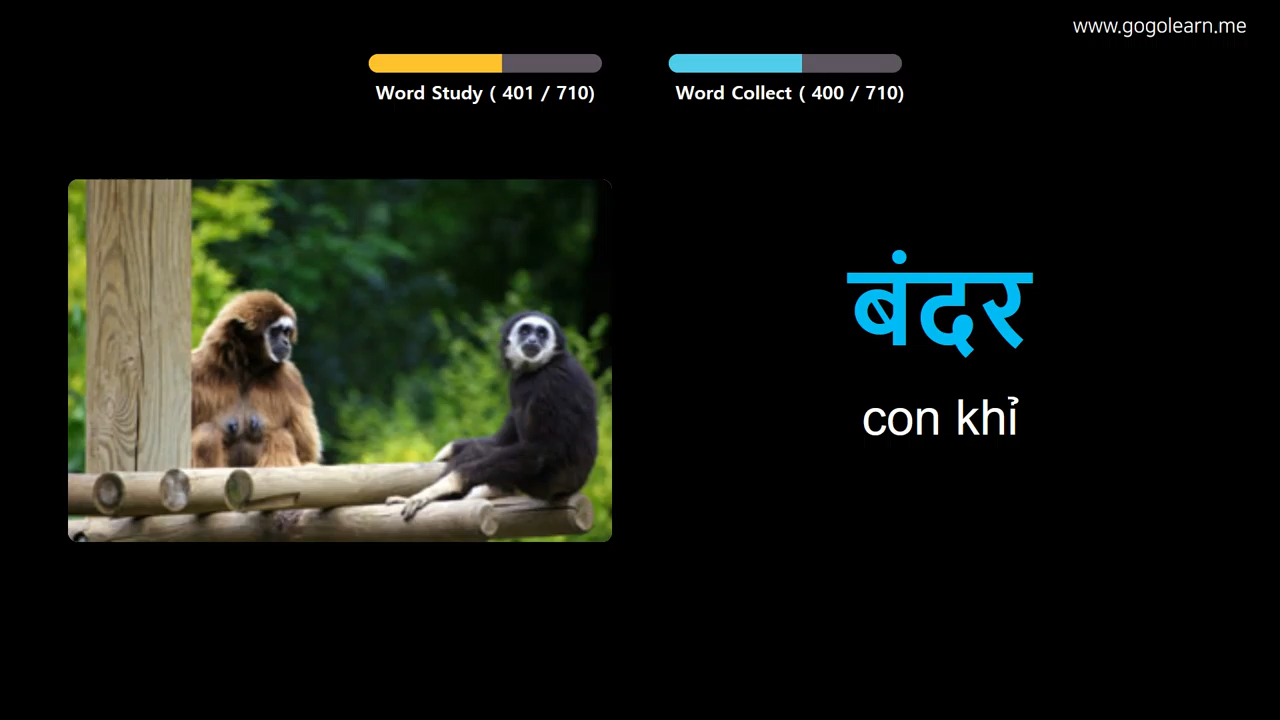 www.gogolearn.me
Word Study ( 401 / 710)
Word Collect ( 400 / 710)
बंदर
con khỉ